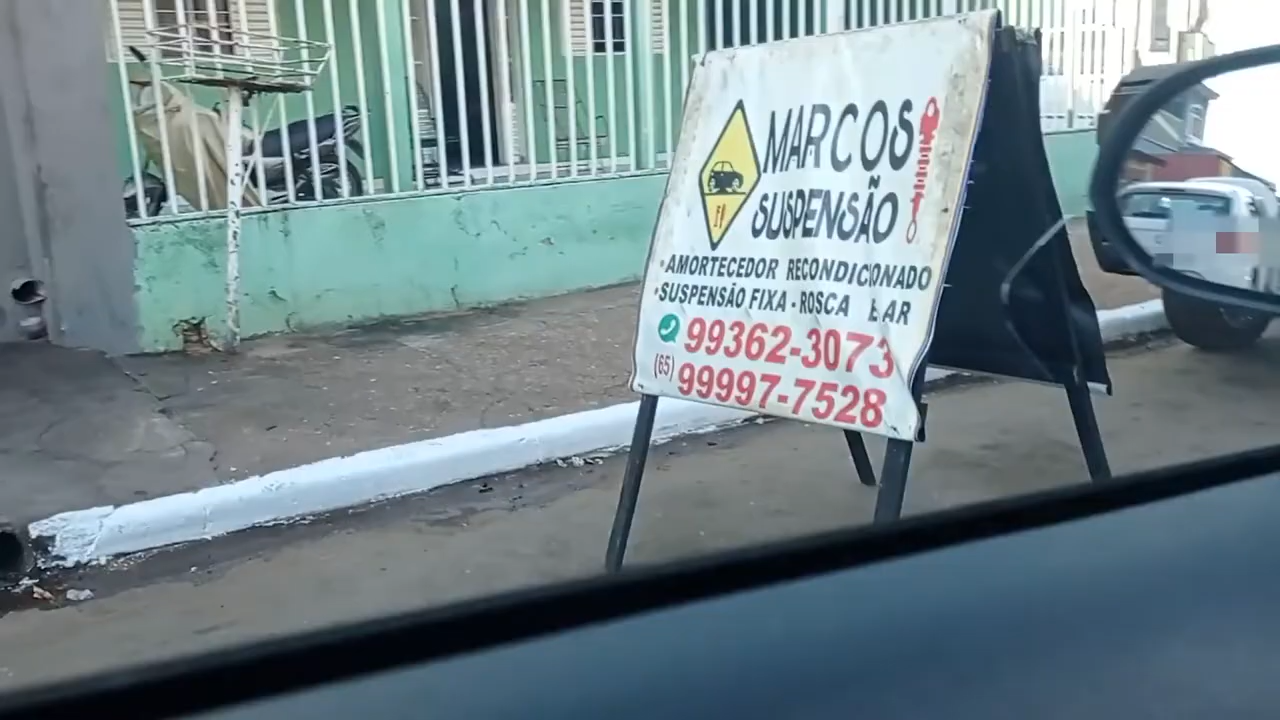 MARCOS
SUSPENSÃO
•AMORTECEDOR RECONDICIONADO
•SUSPENSÃO FIXA - ROSCA
99362-3073
(65) 99997-7528